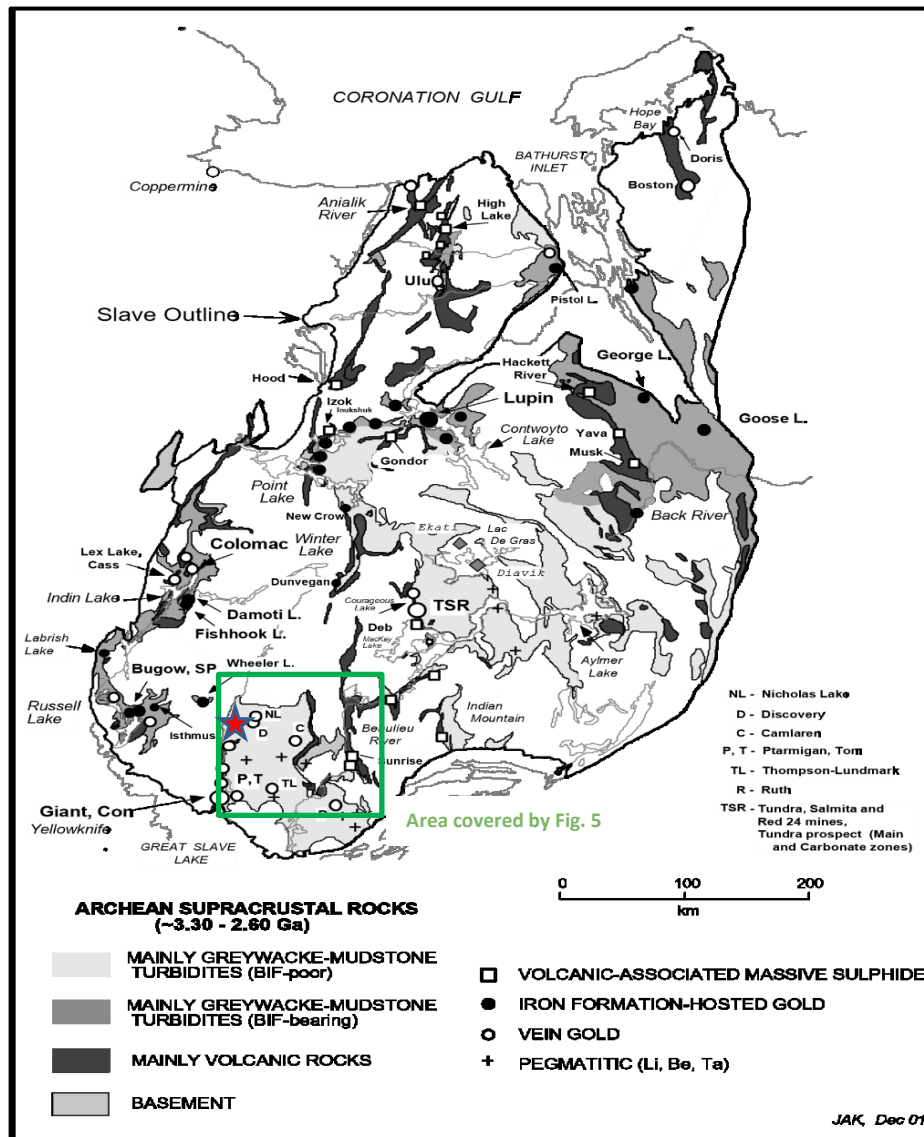 CORONATION GULF
Hope
Bay
Doris
BATHURST
INLET
Boston
Coppermine
Anialik
River
High
Lake
Ulu
Pistol L.
Slave Outline
Hackett
River
George L.
Hood
Izok
Inukshuk
Lupin
Goose L.
Contwoyto
Lake
Yava
Musk
Gondor
Point
Lake
Back River
New Crow
Ekati
Lac
De Gras
Winter
Lake
Colomac
Lex Lake,
Cass
Diavik
Dunvegan
Indin Lake
Courageous
Lake
TSR
Damoti L.
Fishhook L.
Deb
MacKay
Lake
Labrish
Lake
Bugow, SP
Wheeler L.
Aylmer
Lake
Russell
Lake
NL
Isthmus
D
C
Beaulieu
River
Indian
Mountain
Sunrise
P, T
TL
Giant, Con
Yellowknife
R
Area covered by Fig. 5
GREAT SLAVE
LAKE
NL - Nicholas Lake
D - Discovery
C - Camlaren
P, T - Ptarmigan, Tom
TL - Thompson-Lundmark
R - Ruth
TSR - Tundra, Salmita and
Red 24 mines,
Tundra prospect (Main
and Carbonate zones)
0 100 200
km
ARCHEAN SUPRACRUSTAL ROCKS
(~3.30 - 2.60 Ga)
MAINLY GREYWACKE-MUDSTONE
TURBIDITES (BIF-poor)
MAINLY GREYWACKE-MUDSTONE
TURBIDITES (BIF-bearing)
MAINLY VOLCANIC ROCKS
BASEMENT
VOLCANIC-ASSOCIATED MASSIVE SULPHIDE
IRON FORMATION-HOSTED GOLD
VEIN GOLD
PEGMATITIC (Li, Be, Ta)
JAK, Dec 01